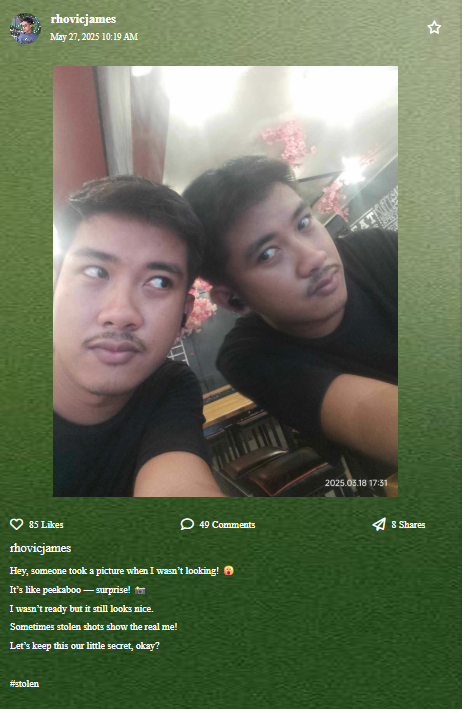 rhovicjames
May 27, 2025 10:19 AM
2025.03.18 17:31
85 Likes
49 Comments
8 Shares
rhovicjames
Hey, someone took a picture when I wasn’t looking! 😱
It’s like peekaboo — surprise! 📸
I wasn’t ready but it still looks nice.
Sometimes stolen shots show the real me!
Let’s keep this our little secret, okay?
#stolen